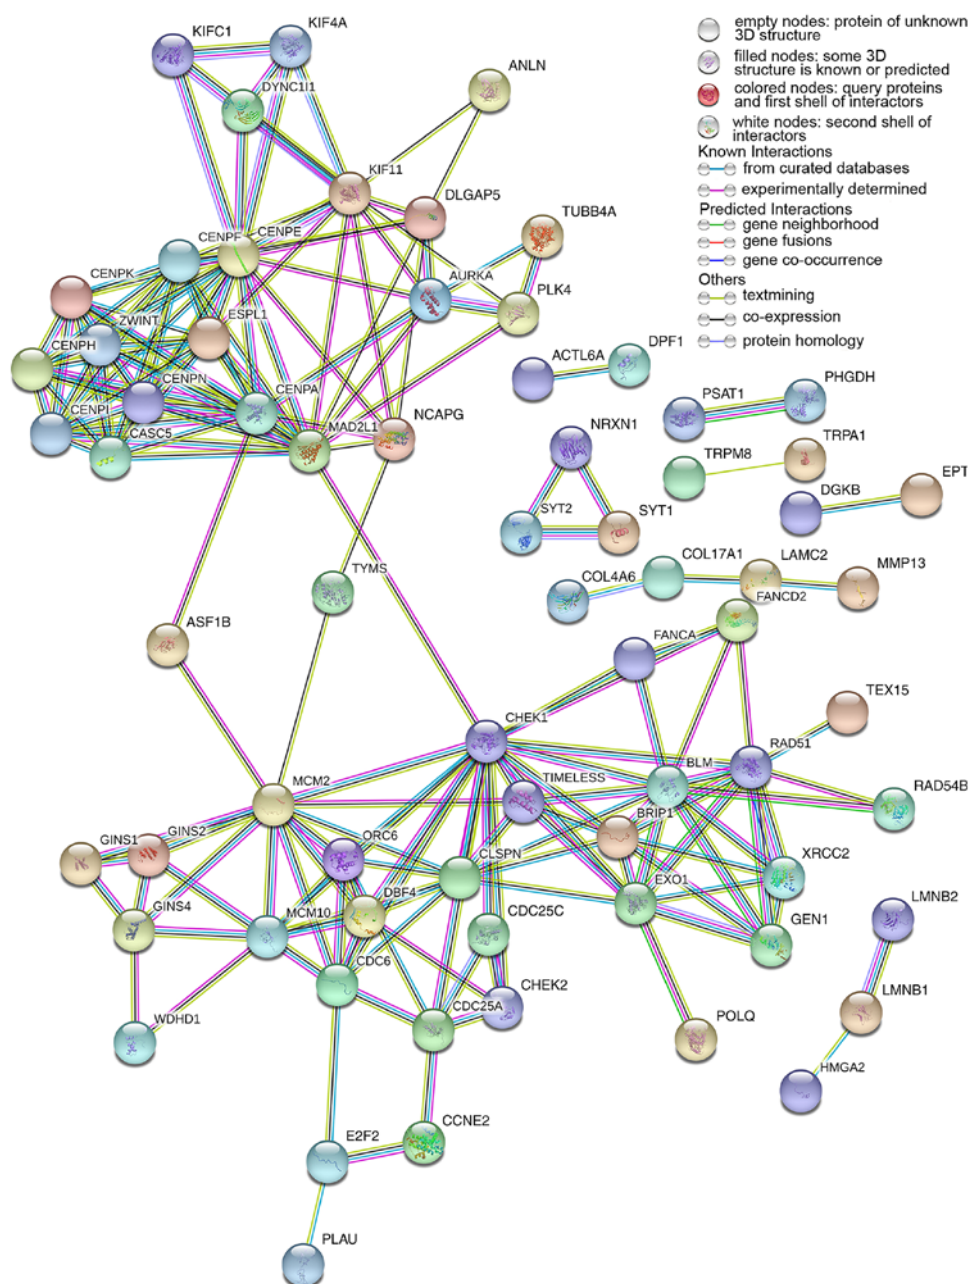 KIFC1
KIF4A
DYNC1I1
ANLN
KIF11
DLGAP5
TUBB4A
CENPF
CENPE
CENPK
AURKA
PLK4
ZWINT
ESPL1
CENPH
CENPN
CENPA
CENPI
CASC5
MAD2L1
NCAPG
empty nodes: protein of unknown
3D structure
filled nodes: some 3D
structure is known or predicted
colored nodes: query proteins
and first shell of interactors
white nodes: second shell of
interactors
Known Interactions
from curated databases
experimentally determined
Predicted Interactions
gene neighborhood
gene fusions
gene co-occurrence
Others
textmining
co-expression
protein homology
ACTL6A
DPF1
PSAT1
PHGDH
NRXN1
TRPM8
TRPA1
SYT2
SYT1
DGKB
EPT
COL4A6
COL17A1
LAMC2
MMP13
TYMS
ASF1B
FANCD2
FANCA
TEX15
CHEK1
RAD51
MCM2
TIMELESS
BLM
RAD54B
BRIP1
GINS1
GINS2
ORC6
CLSPN
XRCC2
GINS4
MCM10
DBF4
EXO1
CDC25C
GEN1
LMNB2
CDC6
CHEK2
WDHD1
CDC25A
POLQ
LMNB1
HMGA2
E2F2
CCNE2
PLAU